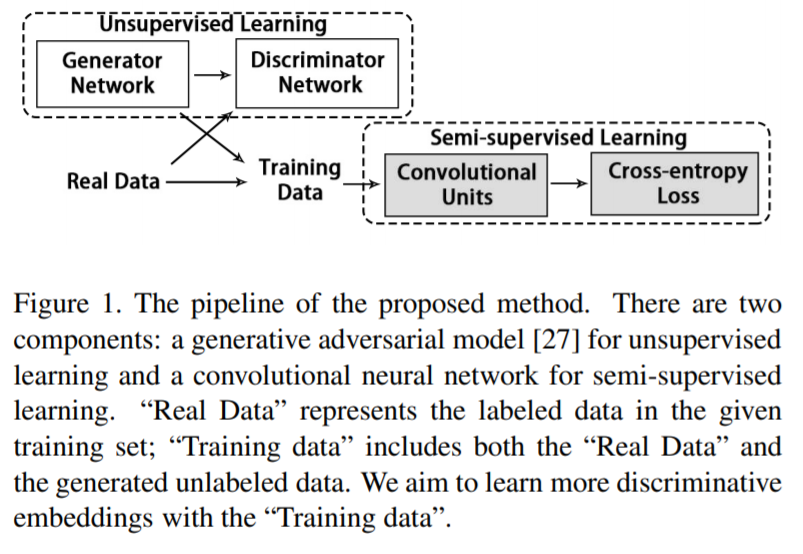 Unsupervised Learning
Generator
Network
Discriminator
Network
Semi-supervised Learning
Real Data
Training
Data
Convolutional
Units
Cross-entropy
Loss
Figure 1. The pipeline of the proposed method. There are two
components: a generative adversarial model [27] for unsupervised
learning and a convolutional neural network for semi-supervised
learning. “Real Data” represents the labeled data in the given
training set; “Training data” includes both the “Real Data” and
the generated unlabeled data. We aim to learn more discriminative
embeddings with the “Training data”.